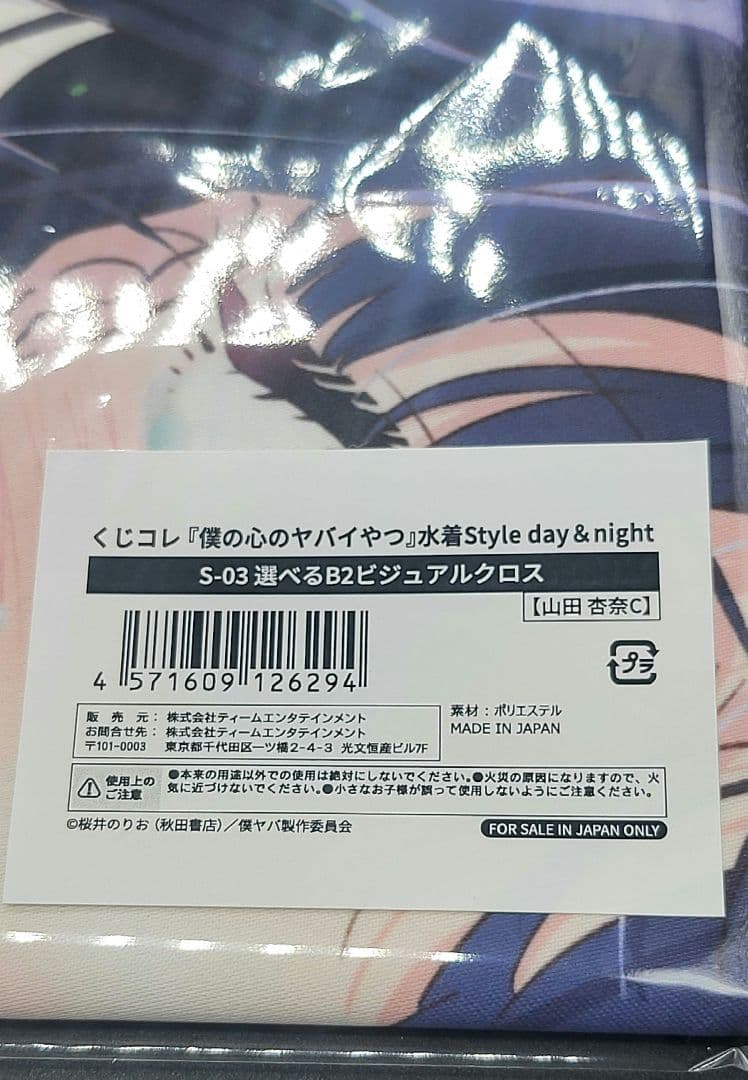 くじコレ『僕の心のヤバイやつ』水着Style day＆night
S-03 選べるB2ビジュアルクロス
【山田 杏奈C】
4 571609 126294
プラ
販売元：株式会社ティームエンタテインメント
お問合せ先：株式会社ティームエンタテインメント
〒101-0003 東京都千代田区一ツ橋2-4-3 光文恒産ビル7F
素材：ポリエステル
MADE IN JAPAN
使用上のご注意
●本来の用途以外での使用は絶対にしないでください。●火災の原因になりますので、火
気に近づけないでください。●小さなお子様が誤って使用しないようにご注意ください。
©桜井のりお（秋田書店）／僕ヤバ製作委員会
FOR SALE IN JAPAN ONLY